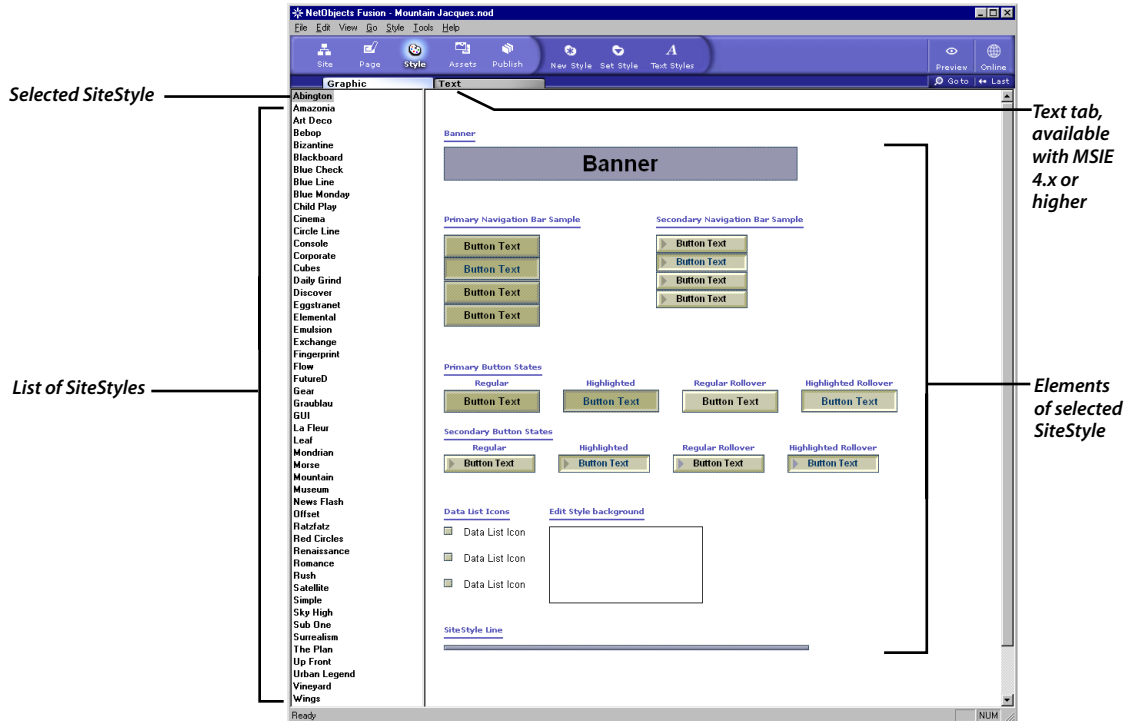 NetObjects Fusion - Mountain Jacques.nod
File Edit View Go Style Tools Help
Site Page Style Assets Publish New Style Set Style Text Styles Preview Online
Graphic Text Goto Last
Selected SiteStyle
List of SiteStyles
Abington
Amazonia
Art Deco
Bebop
Bizantine
Blackboard
Blue Check
Blue Line
Blue Monday
Child Play
Cinema
Circle Line
Console
Corporate
Cubes
Daily Grind
Discover
Eggstranet
Elemental
Emulsion
Exchange
Fingerprint
Flow
FutureD
Gear
Graublau
GUI
La Fleur
Leaf
Mondrian
Morse
Mountain
Museum
News Flash
Offset
Ratzfatz
Red Circles
Renaissance
Romance
Rush
Satellite
Simple
Sky High
Sub One
Surrealism
The Plan
Up Front
Urban Legend
Vineyard
Wings
Banner
Banner
Primary Navigation Bar Sample
Button Text
Button Text
Button Text
Button Text
Secondary Navigation Bar Sample
Button Text
Button Text
Button Text
Button Text
Primary Button States
Regular Highlighted Regular Rollover Highlighted Rollover
Button Text Button Text Button Text Button Text
Secondary Button States
Regular Highlighted Regular Rollover Highlighted Rollover
Button Text Button Text Button Text Button Text
Data List Icons
Data List Icon
Data List Icon
Data List Icon
Edit Style background
SiteStyle Line
Text tab,
available
with MSIE
4.x or
higher
Elements
of selected
SiteStyle
Ready NUM